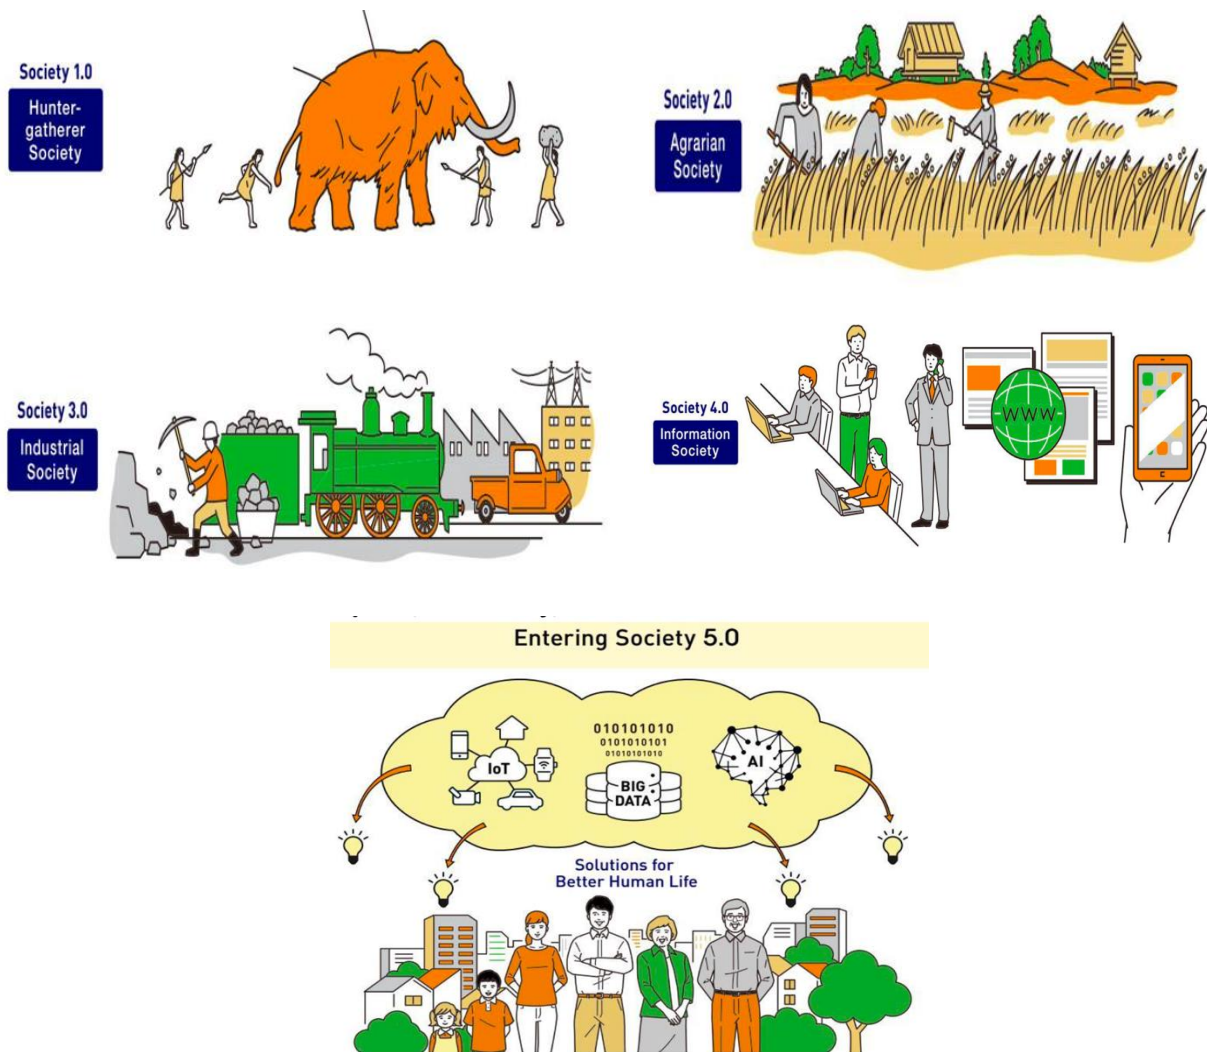 Society 1.0
Hunter-
gatherer
Society
Society 2.0
Agrarian
Society
Society 3.0
Industrial
Society
Society 4.0
Information
Society
WWW
Entering Society 5.0
IoT
010101010
0101010101
01010101010
BIG
DATA
AI
Solutions for
Better Human Life